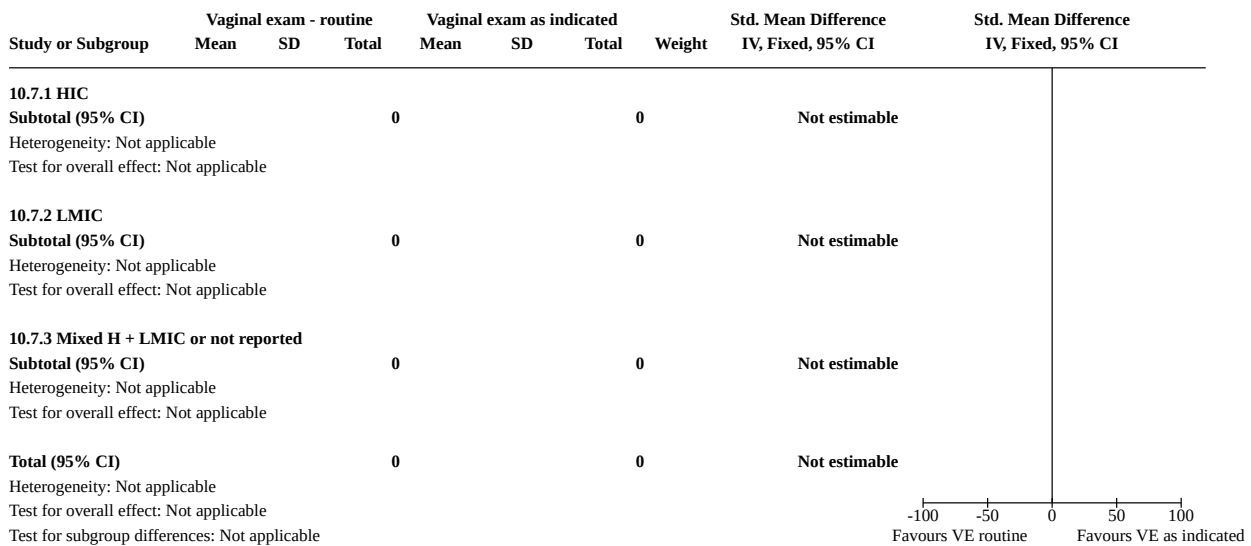 Vaginal exam - routine Vaginal exam as indicated Std. Mean Difference Std. Mean Difference
Study or Subgroup Mean SD Total Mean SD Total Weight IV, Fixed, 95% CI IV, Fixed, 95% CI
10.7.1 HIC
Subtotal (95% CI) 0 0 Not estimable
Heterogeneity: Not applicable
Test for overall effect: Not applicable
10.7.2 LMIC
Subtotal (95% CI) 0 0 Not estimable
Heterogeneity: Not applicable
Test for overall effect: Not applicable
10.7.3 Mixed H + LMIC or not reported
Subtotal (95% CI) 0 0 Not estimable
Heterogeneity: Not applicable
Test for overall effect: Not applicable
Total (95% CI) 0 0 Not estimable
Heterogeneity: Not applicable
Test for overall effect: Not applicable -100 -50 0 50 100
Test for subgroup differences: Not applicable Favours VE routine Favours VE as indicated